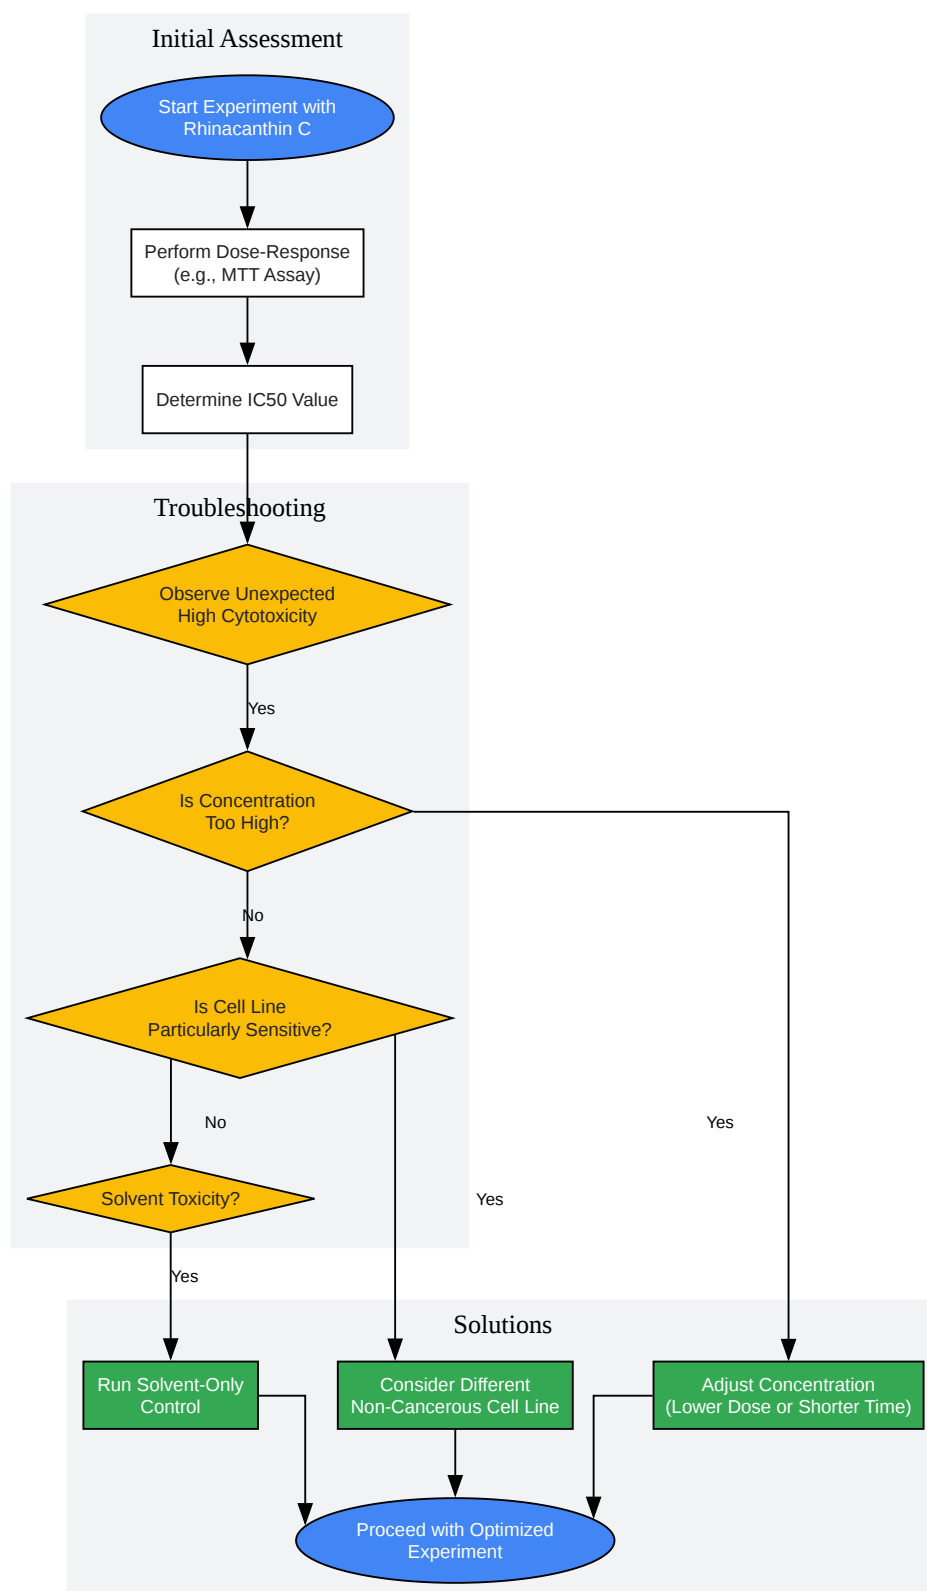 Initial Assessment
Start Experiment with
Rhinacanthin C
Perform Dose-Response
(e.g., MTT Assay)
Determine IC50 Value
Troubleshooting
Observe Unexpected
High Cytotoxicity
Yes
Is Concentration
Too High?
No
Is Cell Line
Particularly Sensitive?
No
Yes
Solvent Toxicity?
Yes
Yes
Solutions
Run Solvent-Only
Control
Consider Different
Non-Cancerous Cell Line
Adjust Concentration
(Lower Dose or Shorter Time)
Proceed with Optimized
Experiment